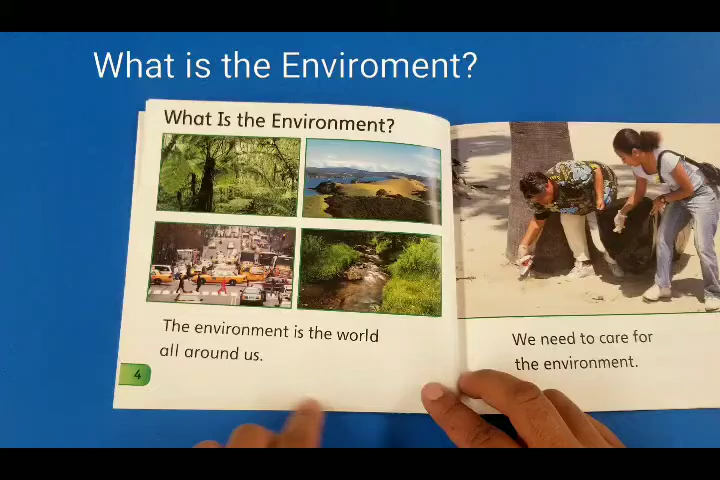 What is the Enviroment?
What Is the Environment?
The environment is the world
all around us.
4
We need to care for
the environment.